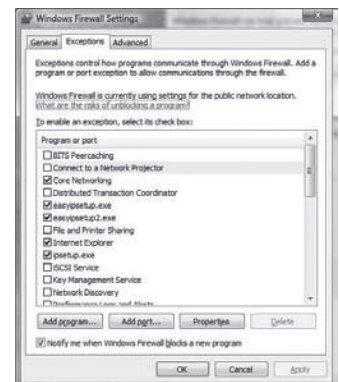 Windows Firewall Settings
General Exceptions Advanced
Exceptions control how programs communicate through Windows Firewall. Add a
program or port exception to allow communications through the firewall.
Windows Firewall is currently using settings for the public network location.
What are the risks of unblocking a program?
To enable an exception, select its check box:
Program or port
BITS Peercaching
Connect to a Network Projector
Core Networking
Distributed Transaction Coordinator
easyipsetup.exe
easyipsetup2.exe
File and Printer Sharing
Internet Explorer
ipsetup.exe
iSCSI Service
Key Management Service
Network Discovery
Performance Logs and Alerts
Add program... Add port... Properties Delete
Notify me when Windows Firewall blocks a new program
OK Cancel Apply